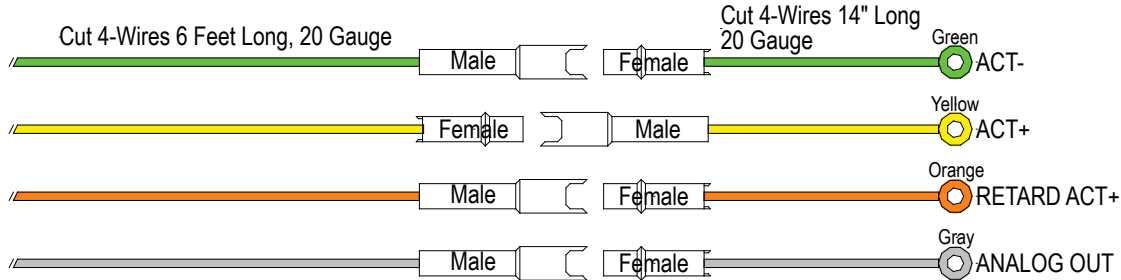 Cut 4-Wires 6 Feet Long, 20 Gauge
Cut 4-Wires 14" Long
20 Gauge
Green
Male Female ACT-
Yellow
Female Male ACT+
Orange
Male Female RETARD ACT+
Gray
Male Female ANALOG OUT